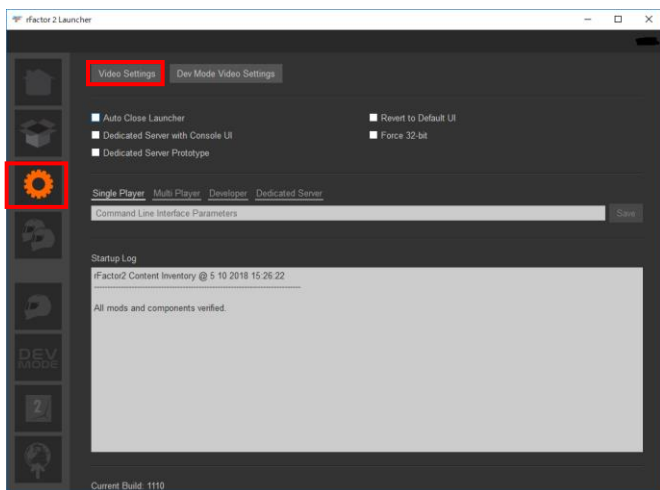 rFactor 2 Launcher
Video Settings Dev Mode Video Settings
Auto Close Launcher Revert to Default UI
Dedicated Server with Console UI Force 32-bit
Dedicated Server Prototype
Single Player Multi Player Developer Dedicated Server
Command Line Interface Parameters Save
Startup Log
rFactor2 Content Inventory @ 5 10 2018 15:26:22
All mods and components verified.
DEV
MODE
2
Current Build: 1110